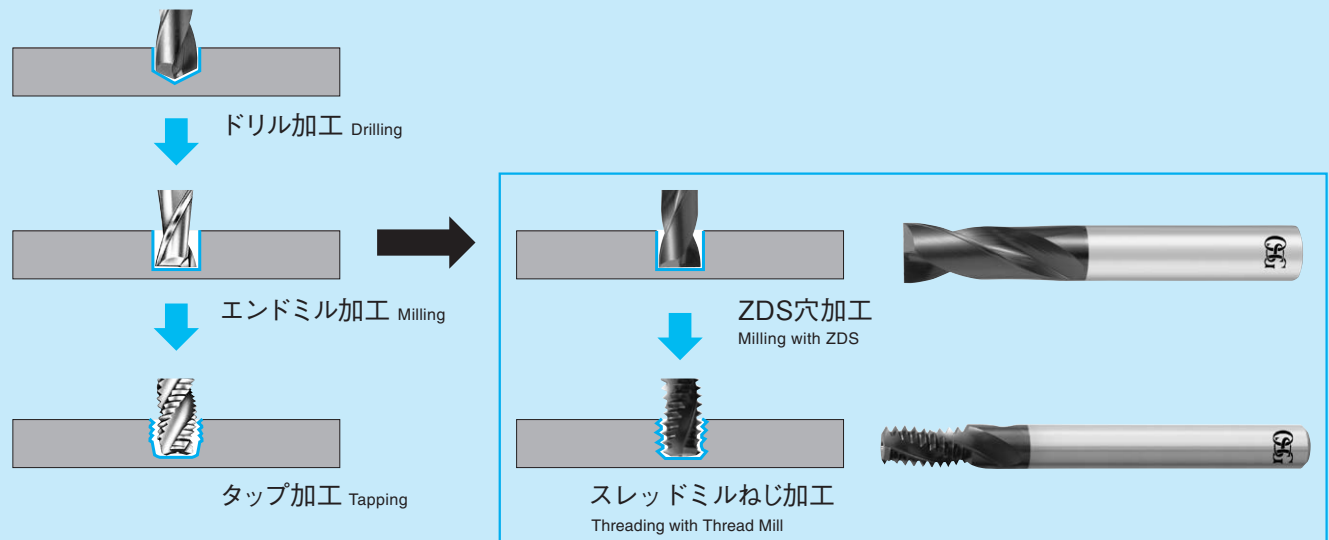 ドリル加工 Drilling
エンドミル加工 Milling
タップ加工 Tapping
ZDS穴加工
Milling with ZDS
スレッドミルねじ加工
Threading with Thread Mill
OSG
OSG